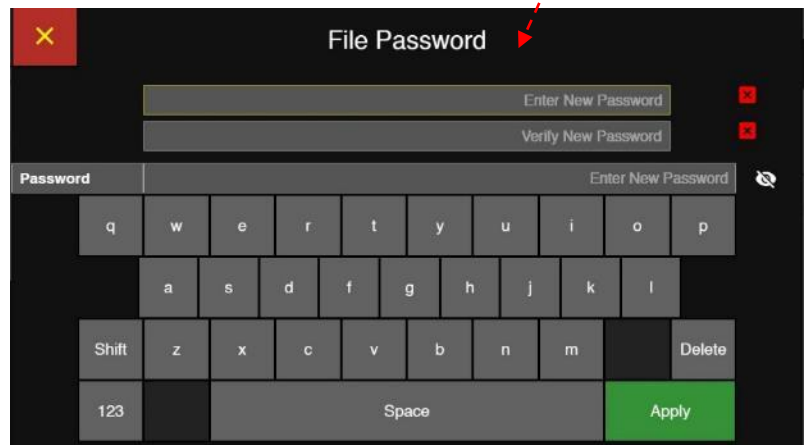 File Password
Enter New Password
Verify New Password
Password Enter New Password
q w e r t y u i o p
a s d f g h j k l
Shift z x c v b n m Delete
123 Space Apply